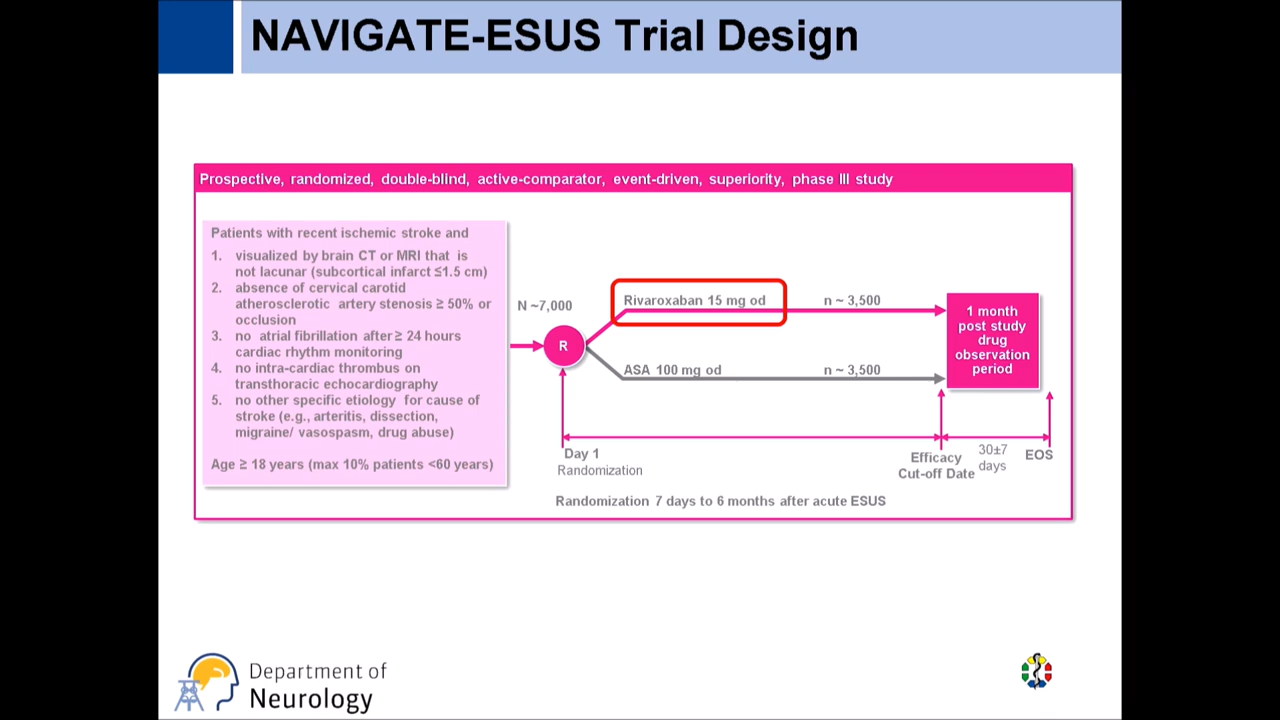 NAVIGATE-ESUS Trial Design
Prospective, randomized, double-blind, active-comparator, event-driven, superiority, phase III study
Patients with recent ischemic stroke and
1. visualized by brain CT or MRI that is
not lacunar (subcortical infarct ≤1.5 cm)
2. absence of cervical carotid
atherosclerotic artery stenosis ≥ 50% or
occlusion
3. no atrial fibrillation after ≥ 24 hours
cardiac rhythm monitoring
4. no intra-cardiac thrombus on
transthoracic echocardiography
5. no other specific etiology for cause of
stroke (e.g., arteritis, dissection,
migraine/ vasospasm, drug abuse)
Age ≥ 18 years (max 10% patients <60 years)
N ~7,000
R
Rivaroxaban 15 mg od
n ~ 3,500
ASA 100 mg od
n ~ 3,500
1 month
post study
drug
observation
period
Day 1
Randomization
Efficacy
Cut-off Date
30±7
days
EOS
Randomization 7 days to 6 months after acute ESUS
Department of
Neurology